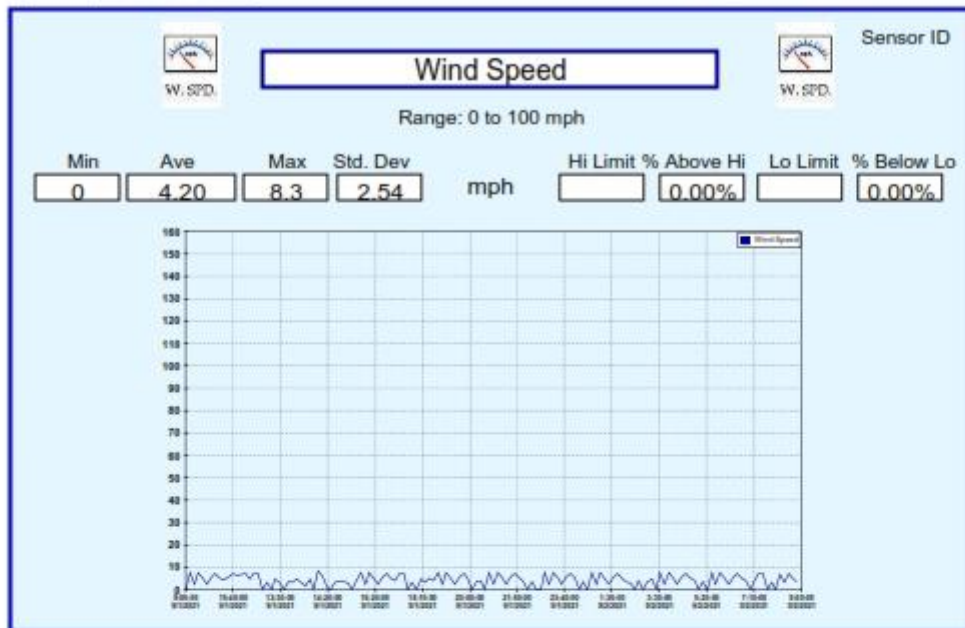 Sensor ID
Wind Speed
W. SPD.
W. SPD.
Range: 0 to 100 mph
Min Ave Max Std. Dev Hi Limit % Above Hi Lo Limit % Below Lo
0 4.20 8.3 2.54 mph 0.00% 0.00%
Wind Speed
160
150
140
130
120
110
100
90
80
70
60
50
40
30
20
10
0